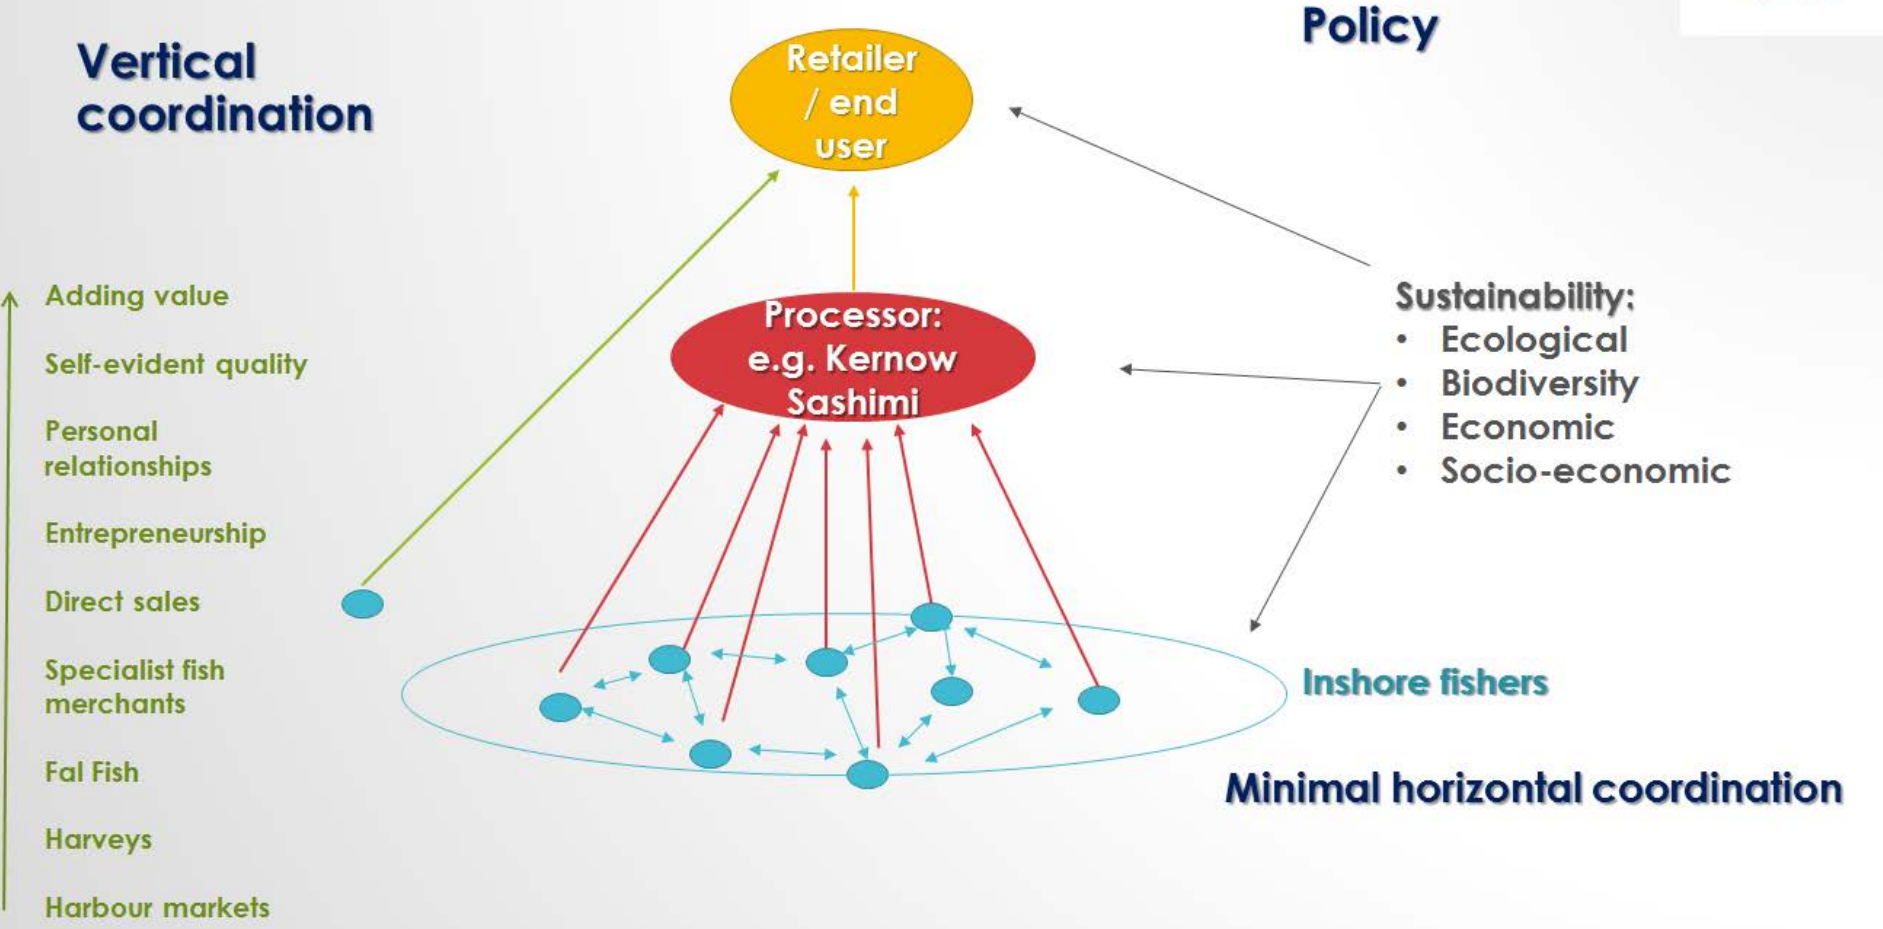 Vertical
coordination
Policy
Retailer
/ end
user
Processor:
e.g. Kernow
Sashimi
Adding value
Self-evident quality
Personal
relationships
Entrepreneurship
Direct sales
Specialist fish
merchants
Fal Fish
Harveys
Harbour markets
Sustainability:
• Ecological
• Biodiversity
• Economic
• Socio-economic
Inshore fishers
Minimal horizontal coordination